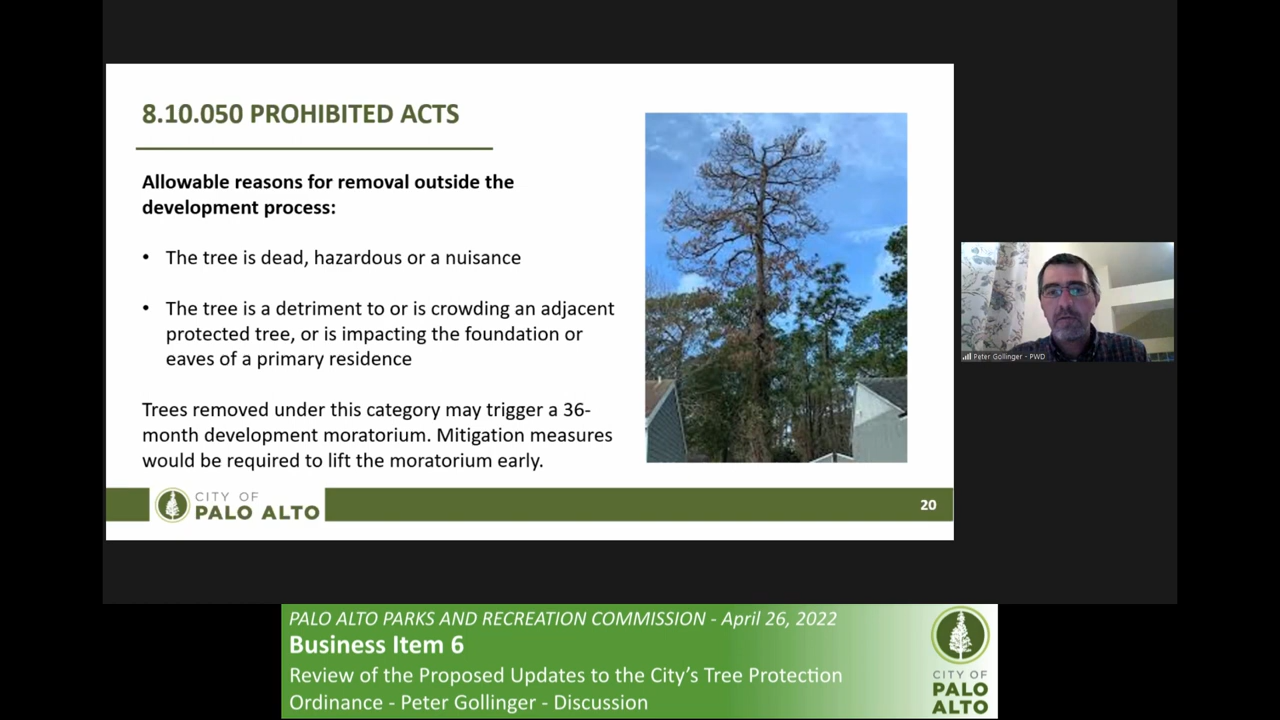 8.10.050 PROHIBITED ACTS
Allowable reasons for removal outside the
development process:
• The tree is dead, hazardous or a nuisance
• The tree is a detriment to or is crowding an adjacent
protected tree, or is impacting the foundation or
eaves of a primary residence
Trees removed under this category may trigger a 36-
month development moratorium. Mitigation measures
would be required to lift the moratorium early.
CITY OF
PALO ALTO
20
Peter Gollinger - PWD
PALO ALTO PARKS AND RECREATION COMMISSION - April 26, 2022
Business Item 6
Review of the Proposed Updates to the City's Tree Protection
Ordinance - Peter Gollinger - Discussion
CITY OF
PALO
ALTO